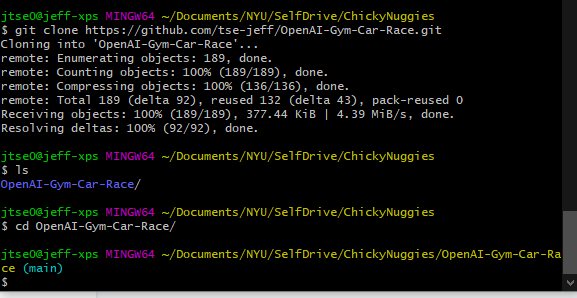 jtse0@jeff-xps MINGW64 ~/Documents/NYU/SelfDrive/ChickyNuggies
$ git clone https://github.com/tse-jeff/OpenAI-Gym-Car-Race.git
Cloning into 'OpenAI-Gym-Car-Race'...
remote: Enumerating objects: 189, done.
remote: Counting objects: 100% (189/189), done.
remote: Compressing objects: 100% (136/136), done.
remote: Total 189 (delta 92), reused 132 (delta 43), pack-reused 0
Receiving objects: 100% (189/189), 377.44 KiB | 4.39 MiB/s, done.
Resolving deltas: 100% (92/92), done.
jtse0@jeff-xps MINGW64 ~/Documents/NYU/SelfDrive/ChickyNuggies
$ ls
OpenAI-Gym-Car-Race/
jtse0@jeff-xps MINGW64 ~/Documents/NYU/SelfDrive/ChickyNuggies
$ cd OpenAI-Gym-Car-Race/
jtse0@jeff-xps MINGW64 ~/Documents/NYU/SelfDrive/ChickyNuggies/OpenAI-Gym-Car-Ra
ce (main)
$